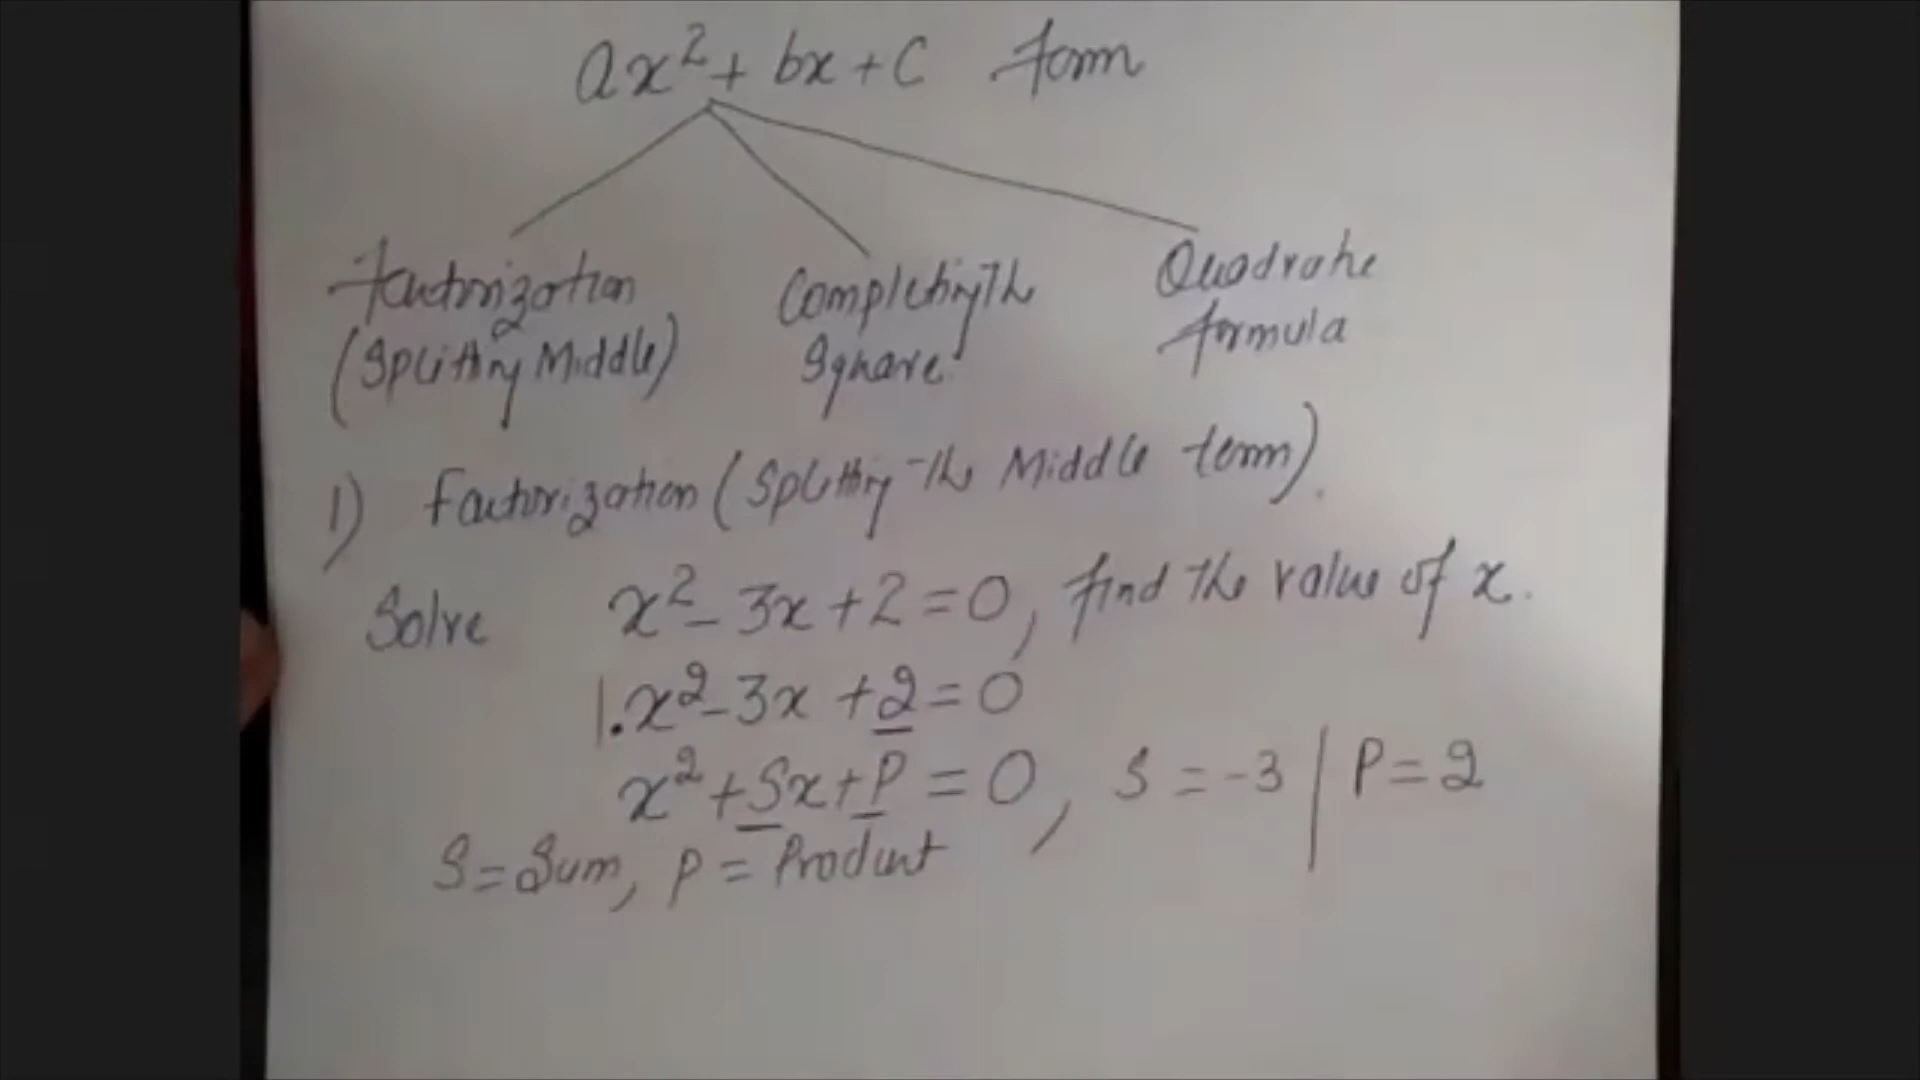 ax² + bx + c form
Factorization Completing The Quadratic
(Splitting Middle) Square formula
1) Factorization (Splitting The Middle term).
Solve x² - 3x + 2 = 0, find the value of x.
1.x² - 3x + 2 = 0
x² + Sx + P = 0, S = -3 | P = 2
S = Sum, P = Product